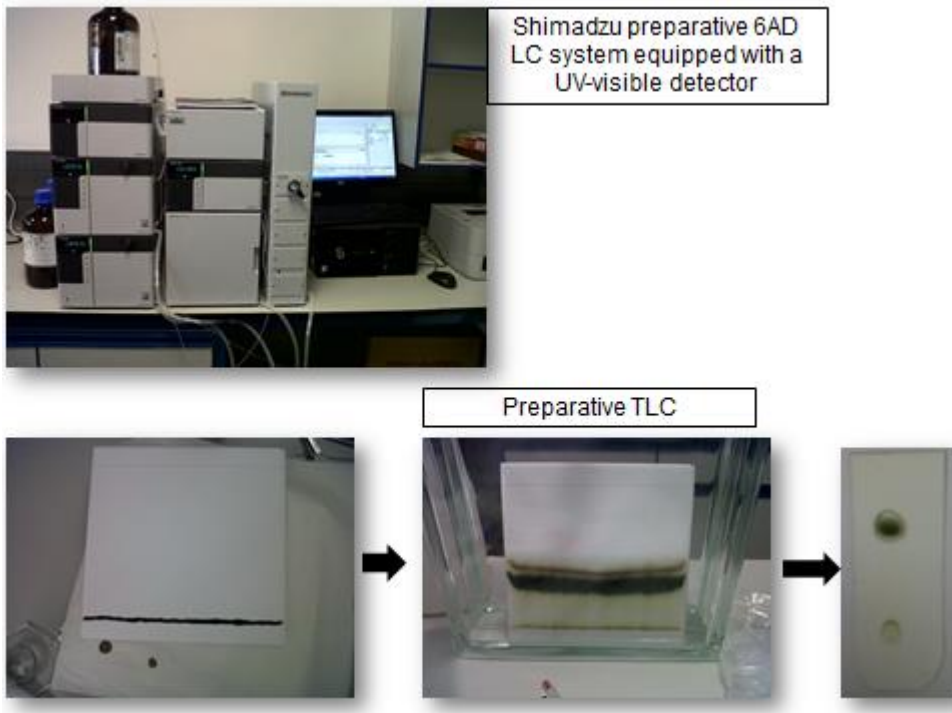 Shimadzu preparative 6AD
LC system equipped with a
UV-visible detector
Preparative TLC